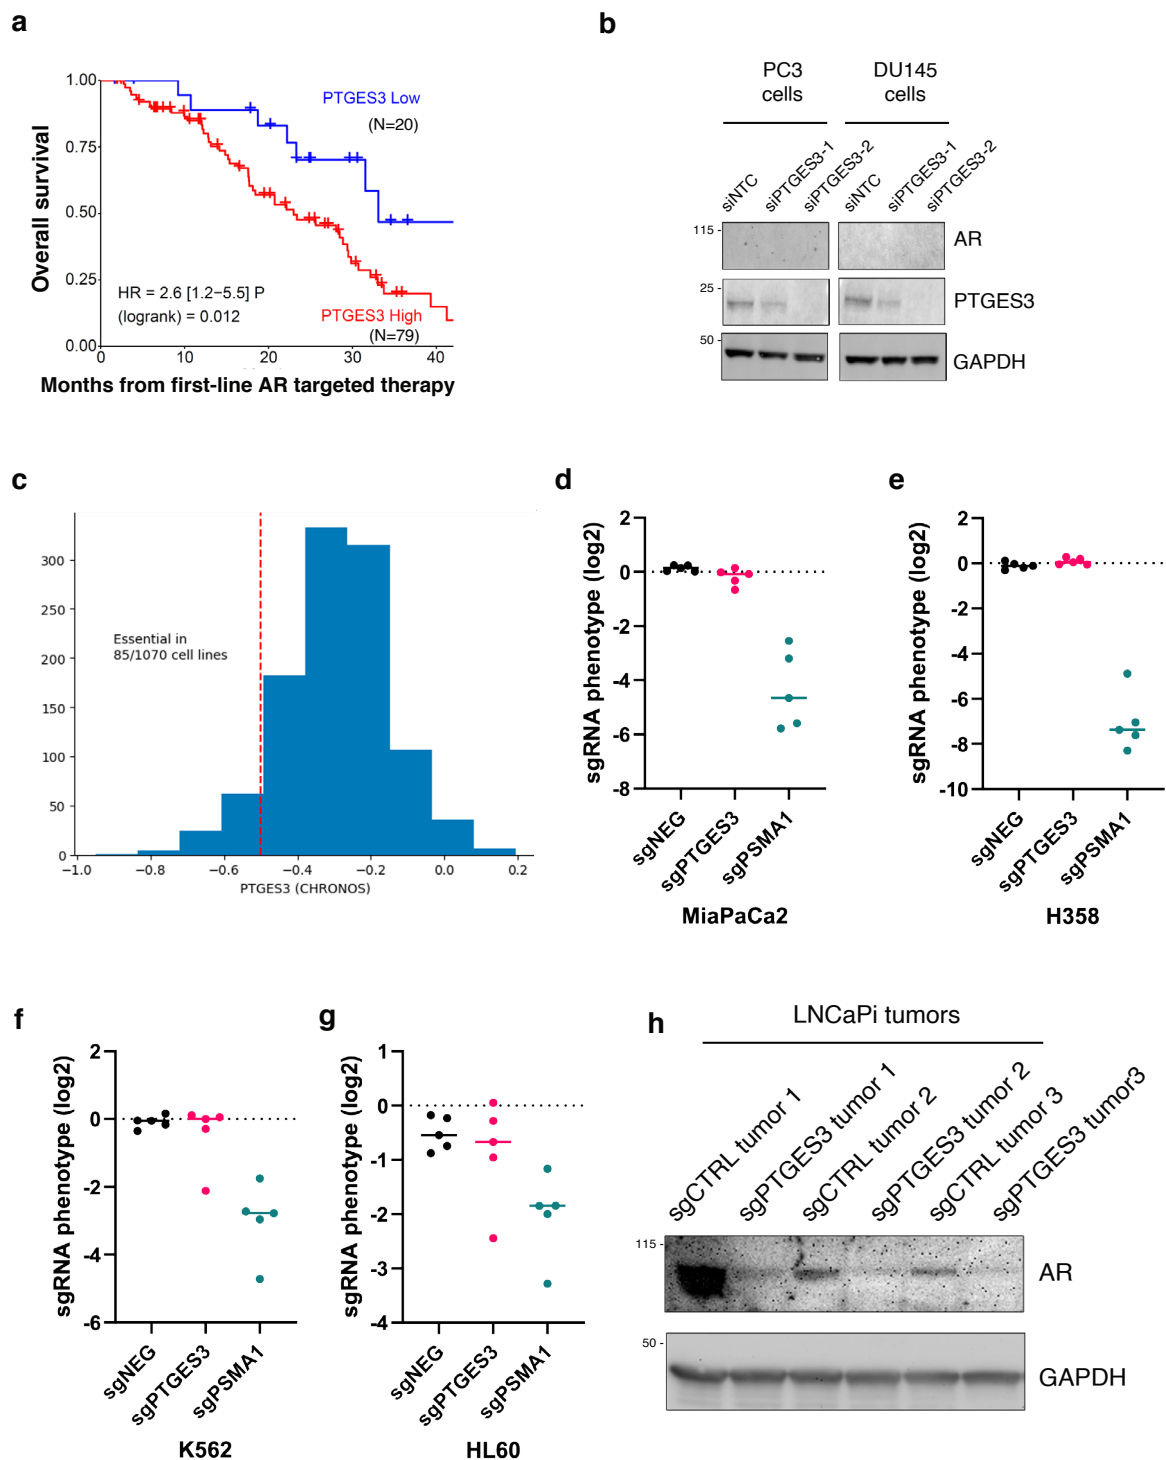 a
1.00
0.75
0.50
0.25
0.00
0
10
20
30
40
Overall survival
PTGES3 Low
(N=20)
HR = 2.6 [1.2−5.5] P
(logrank) = 0.012
PTGES3 High
(N=79)
Months from first-line AR targeted therapy
b
PC3
cells
DU145
cells
siNTC
siPTGES3-1
siPTGES3-2
siNTC
siPTGES3-1
siPTGES3-2
115 -
AR
25 -
PTGES3
50 -
GAPDH
c
300
250
200
150
100
50
0
Essential in
85/1070 cell lines
−1.0
−0.8
−0.6
−0.4
−0.2
0.0
0.2
PTGES3 (CHRONOS)
d
sgRNA phenotype (log2)
2
0
-2
-4
-6
-8
sgNEG
sgPTGES3
sgPSMA1
MiaPaCa2
e
sgRNA phenotype (log2)
2
0
-2
-4
-6
-8
-10
sgNEG
sgPTGES3
sgPSMA1
H358
f
sgRNA phenotype (log2)
2
0
-2
-4
-6
sgNEG
sgPTGES3
sgPSMA1
K562
g
sgRNA phenotype (log2)
1
0
-1
-2
-3
-4
sgNEG
sgPTGES3
sgPSMA1
HL60
h
LNCaPi tumors
sgCTRL tumor 1
sgPTGES3 tumor 1
sgCTRL tumor 2
sgPTGES3 tumor 2
sgCTRL tumor 3
sgPTGES3 tumor3
115 -
AR
50 -
GAPDH